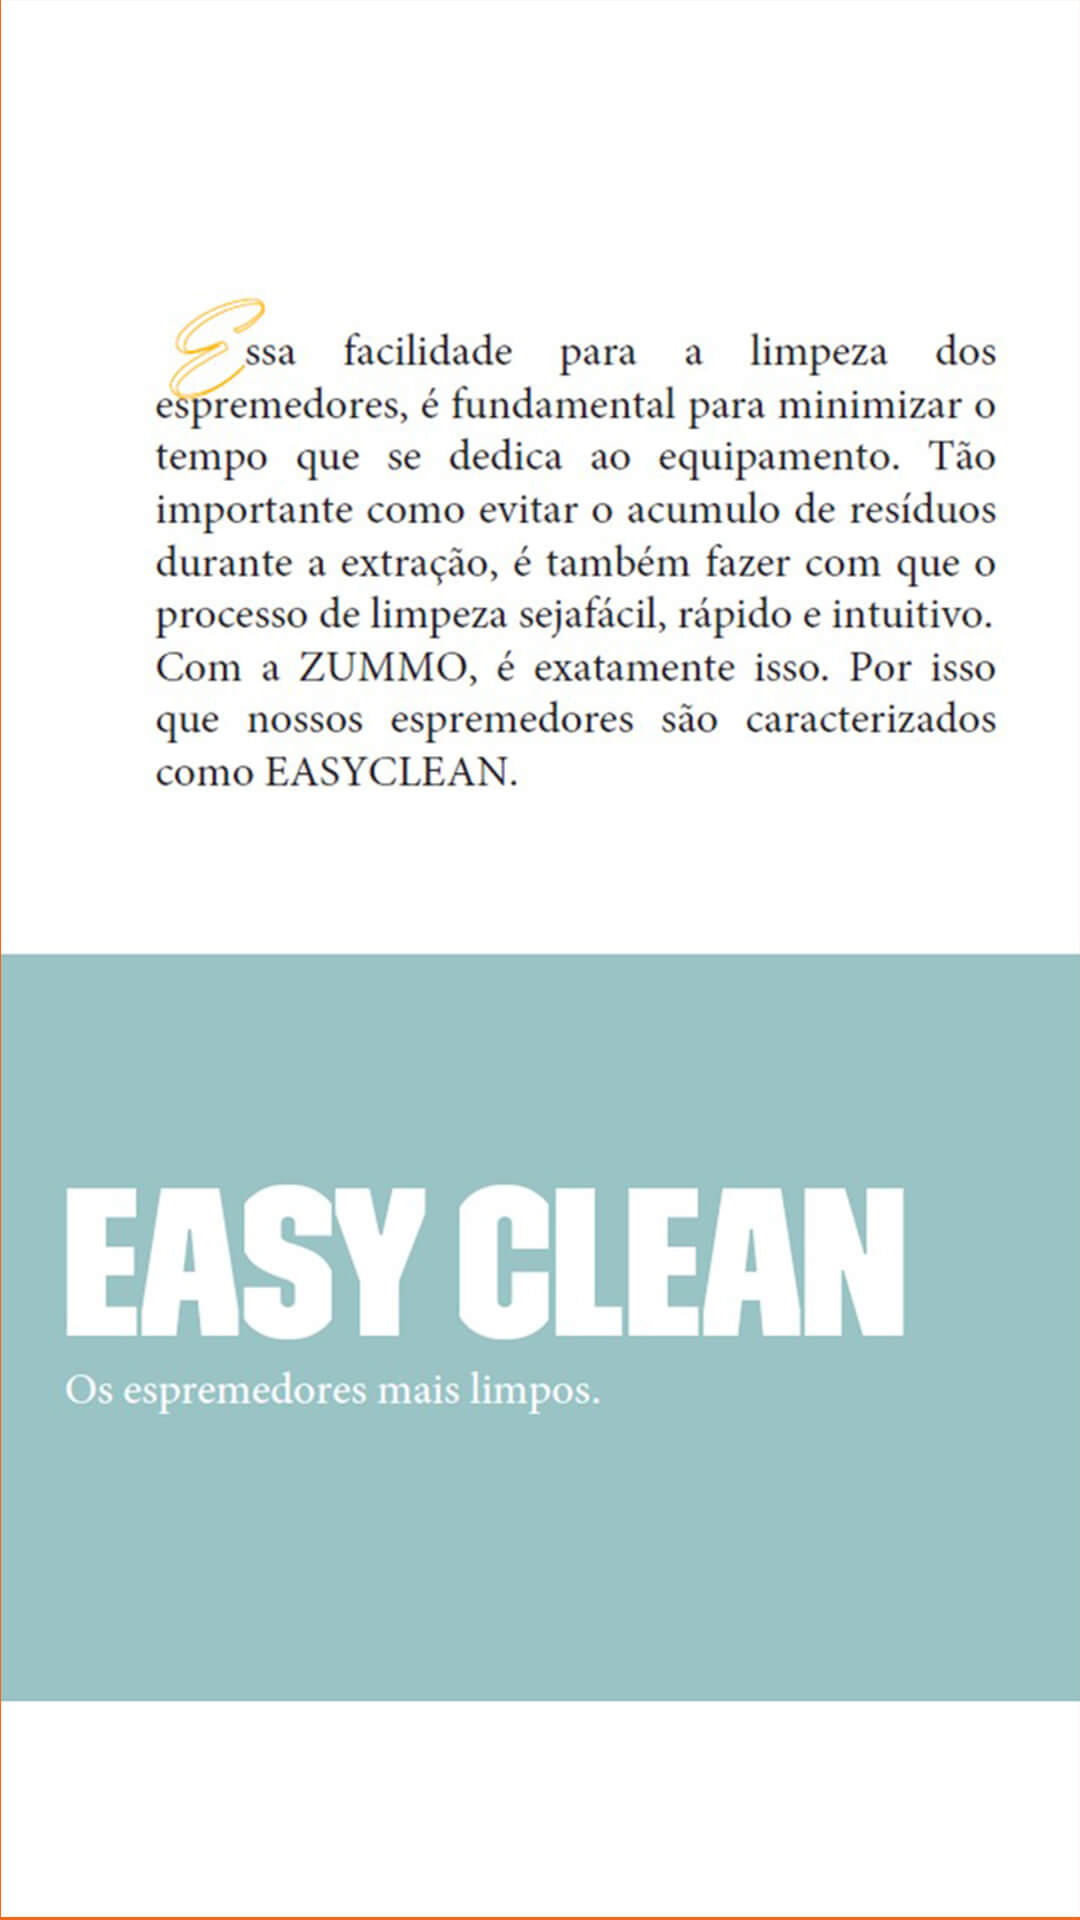 Essa facilidade para a limpeza dos
espremedores, é fundamental para minimizar o
tempo que se dedica ao equipamento. Tão
importante como evitar o acumulo de resíduos
durante a extração, é também fazer com que o
processo de limpeza sejafácil, rápido e intuitivo.
Com a ZUMMO, é exatamente isso. Por isso
que nossos espremedores são caracterizados
como EASYCLEAN.
EASY CLEAN
Os espremedores mais limpos.